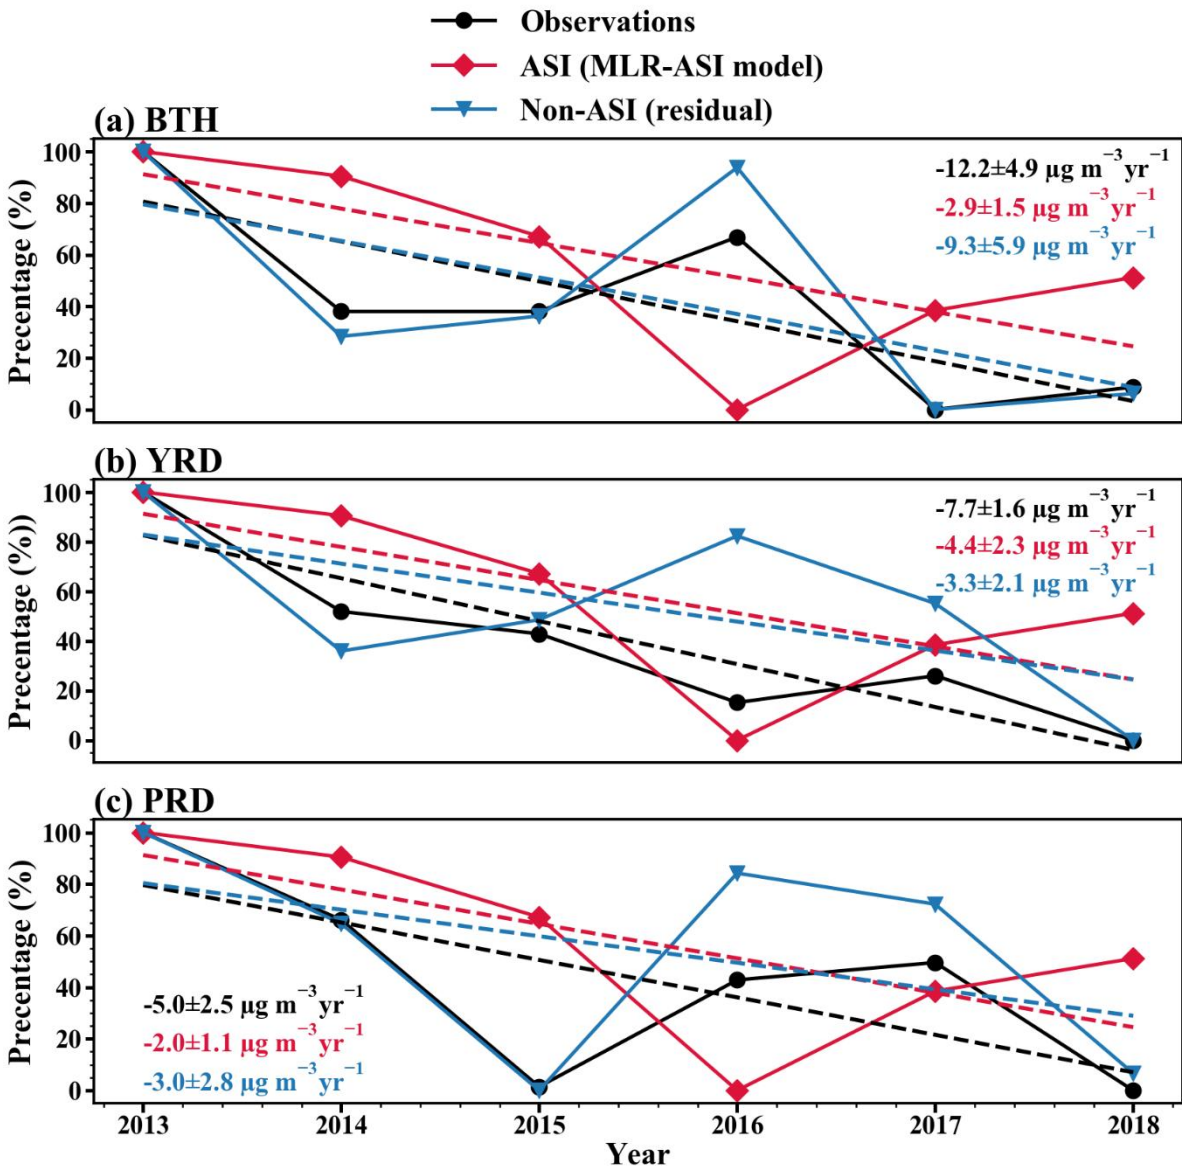 Observations
ASI (MLR-ASI model)
Non-ASI (residual)
(a) BTH
Precentage (%)
100
80
60
40
20
0
-12.2±4.9 µg m⁻³yr⁻¹
-2.9±1.5 µg m⁻³yr⁻¹
-9.3±5.9 µg m⁻³yr⁻¹
(b) YRD
Precentage (%))
100
80
60
40
20
0
-7.7±1.6 µg m⁻³yr⁻¹
-4.4±2.3 µg m⁻³yr⁻¹
-3.3±2.1 µg m⁻³yr⁻¹
(c) PRD
Precentage (%)
100
80
60
40
20
0
-5.0±2.5 µg m⁻³yr⁻¹
-2.0±1.1 µg m⁻³yr⁻¹
-3.0±2.8 µg m⁻³yr⁻¹
2013 2014 2015 2016 2017 2018
Year